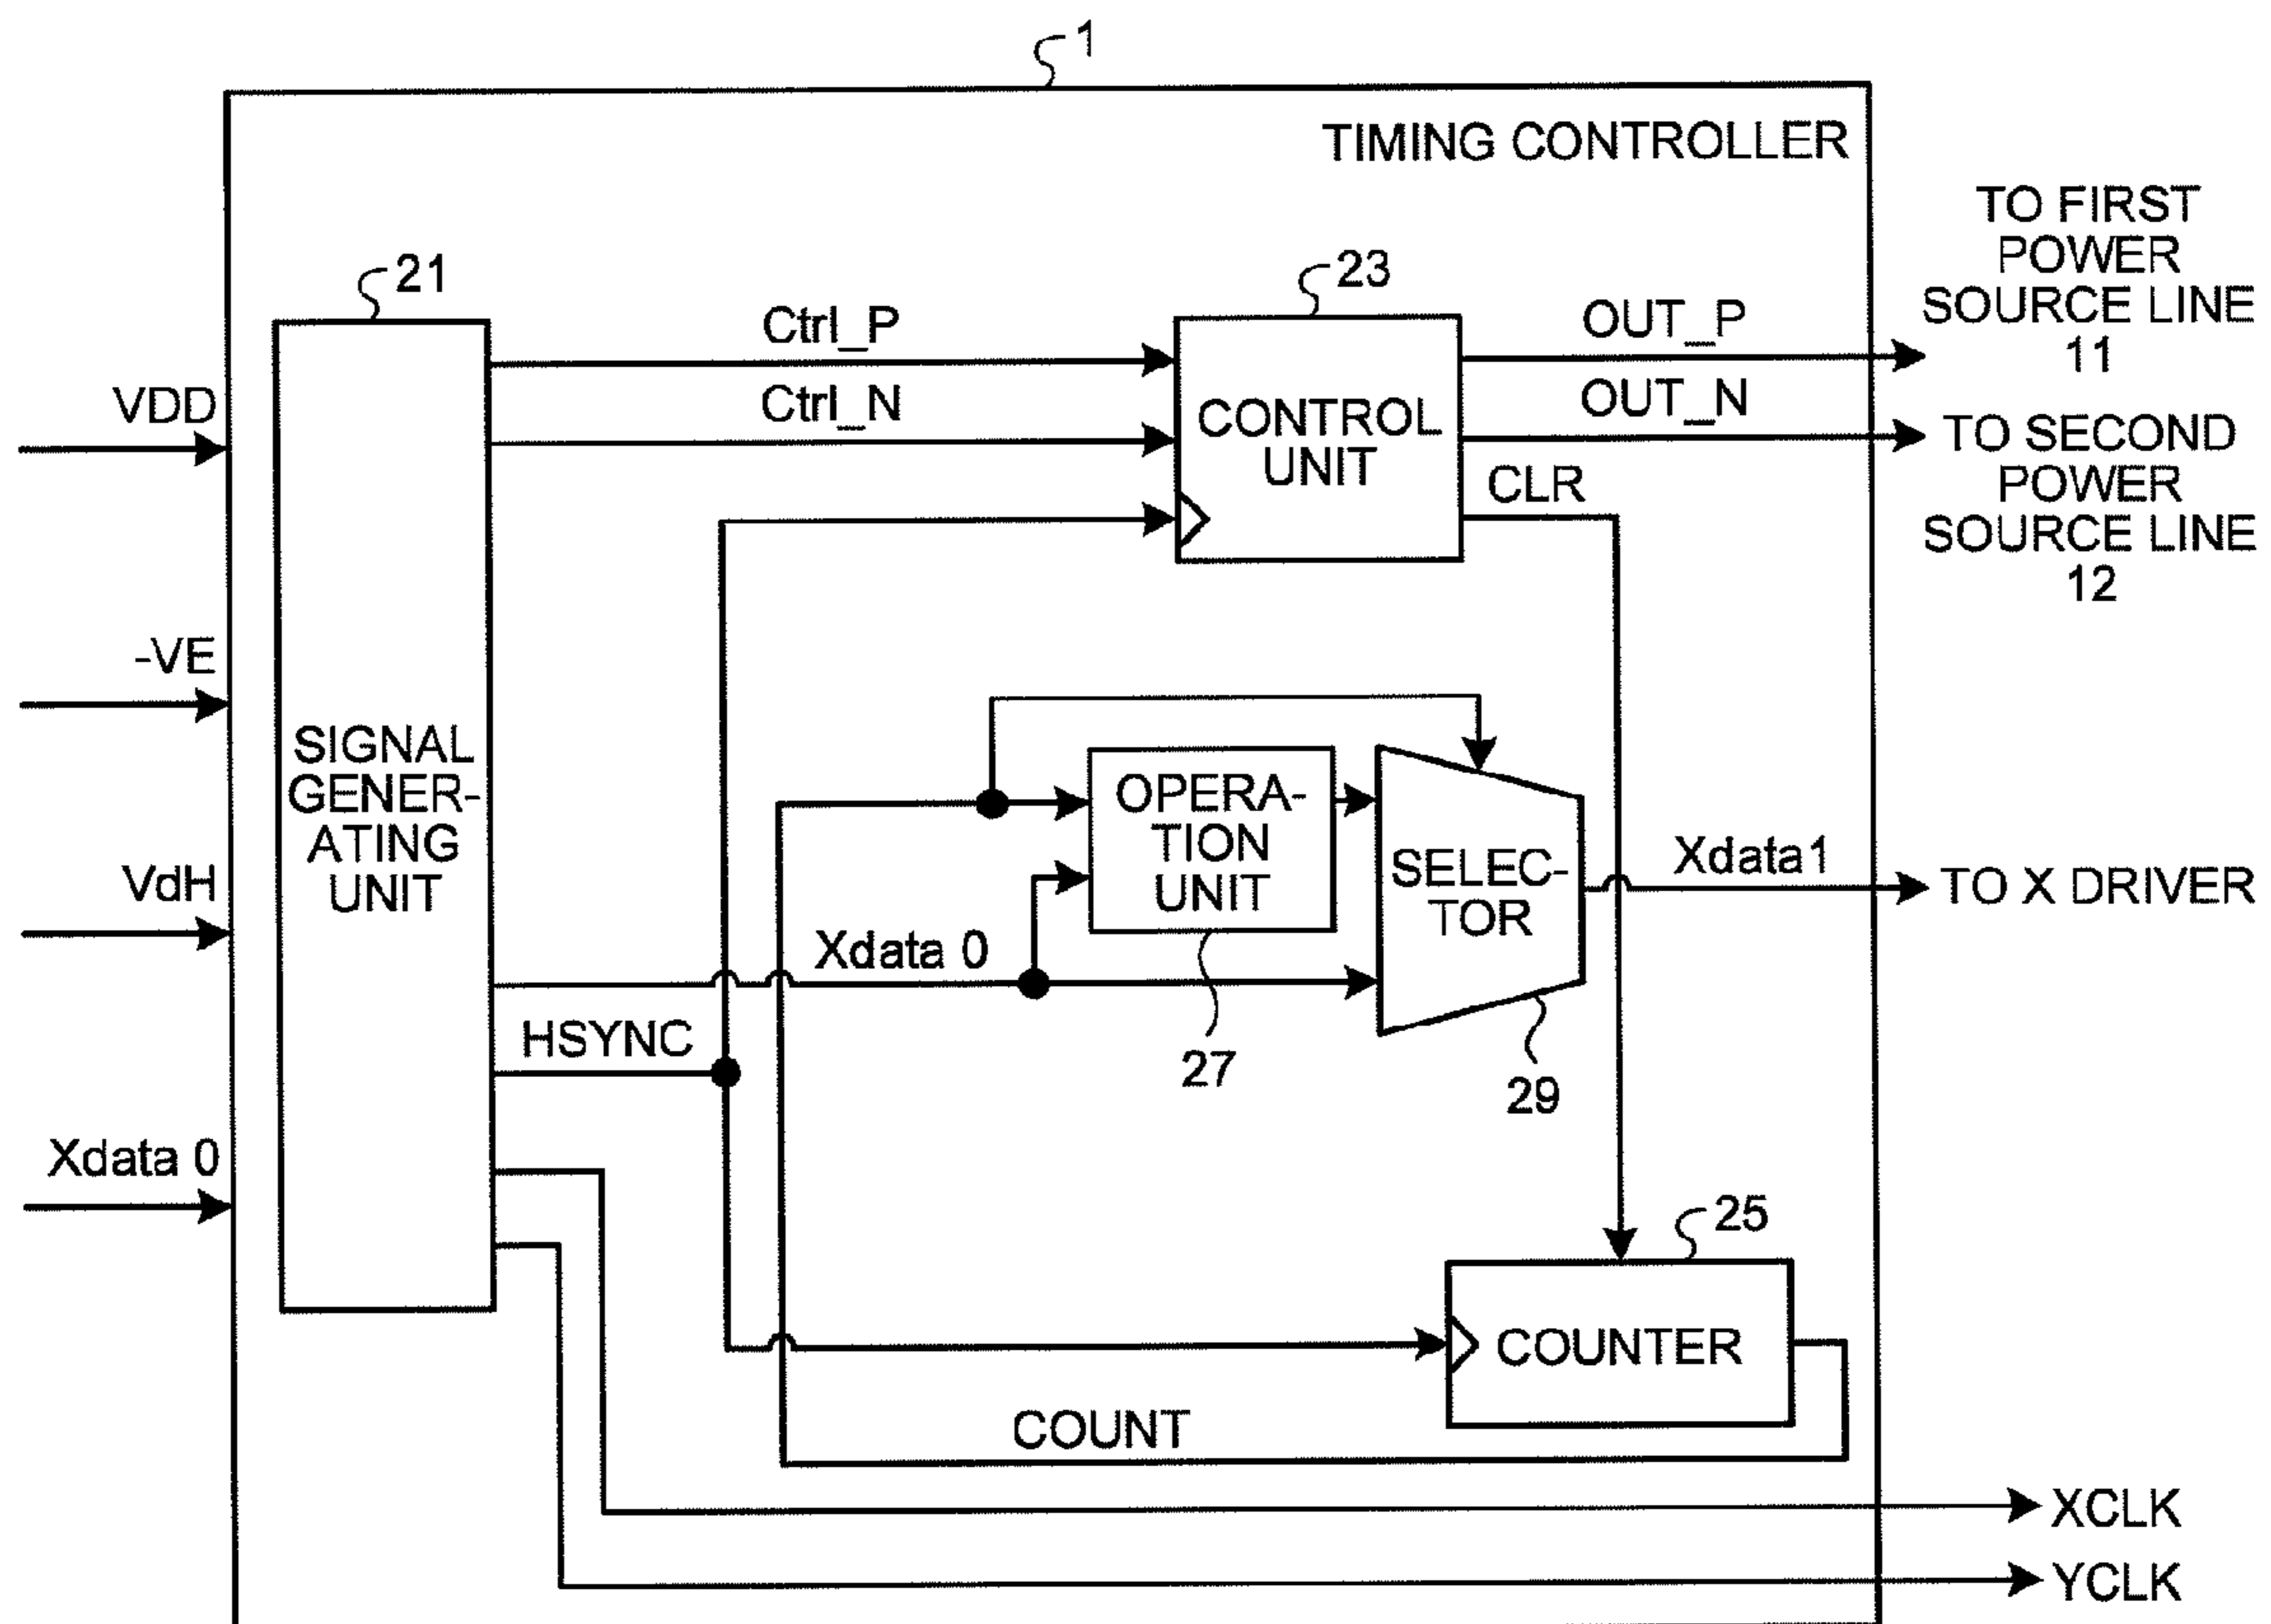 1
TIMING CONTROLLER
TO FIRST
POWER
SOURCE LINE
11
21
23
Ctrl_P
OUT_P
VDD
Ctrl_N
CONTROL
UNIT
OUT_N
TO SECOND
POWER
SOURCE LINE
12
CLR
-VE
SIGNAL
GENER-
ATING
UNIT
OPERA-
TION
UNIT
SELEC-
TOR
Xdata1
TO X DRIVER
VdH
Xdata 0
HSYNC
27
29
Xdata 0
25
COUNTER
COUNT
XCLK
YCLK